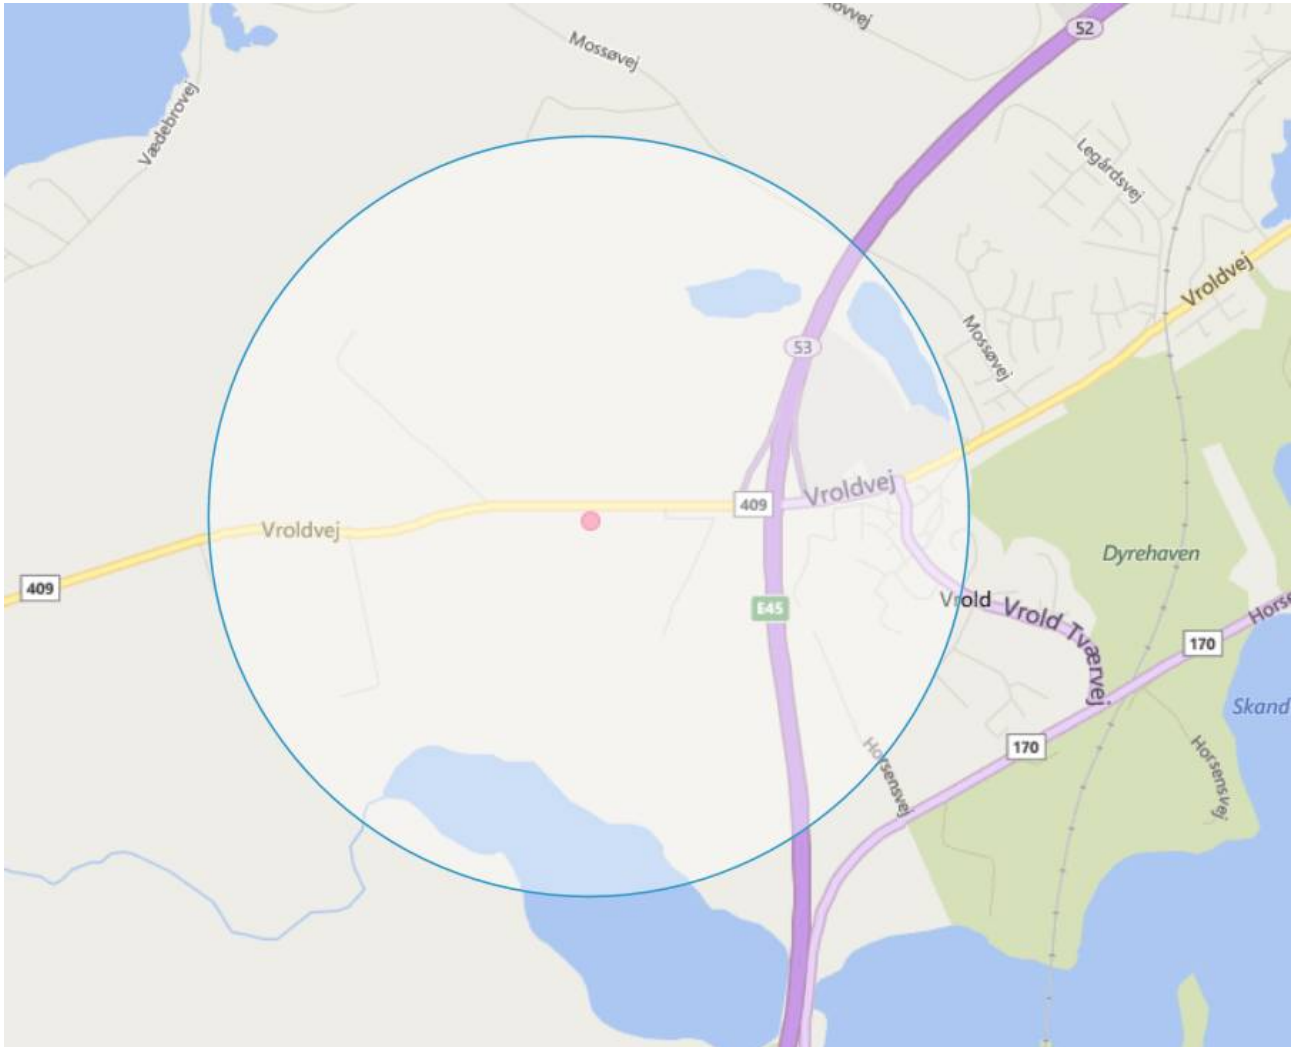 52
Mossøvej
Vædebrovej
Legårdsvej
Vroldvej
Mossøvej
53
409
Vroldvej
Vroldvej
409
Dyrehaven
E45
Vrold
Vrold Tværvej
170
Skand
170
Horsensvej
Horsensvej